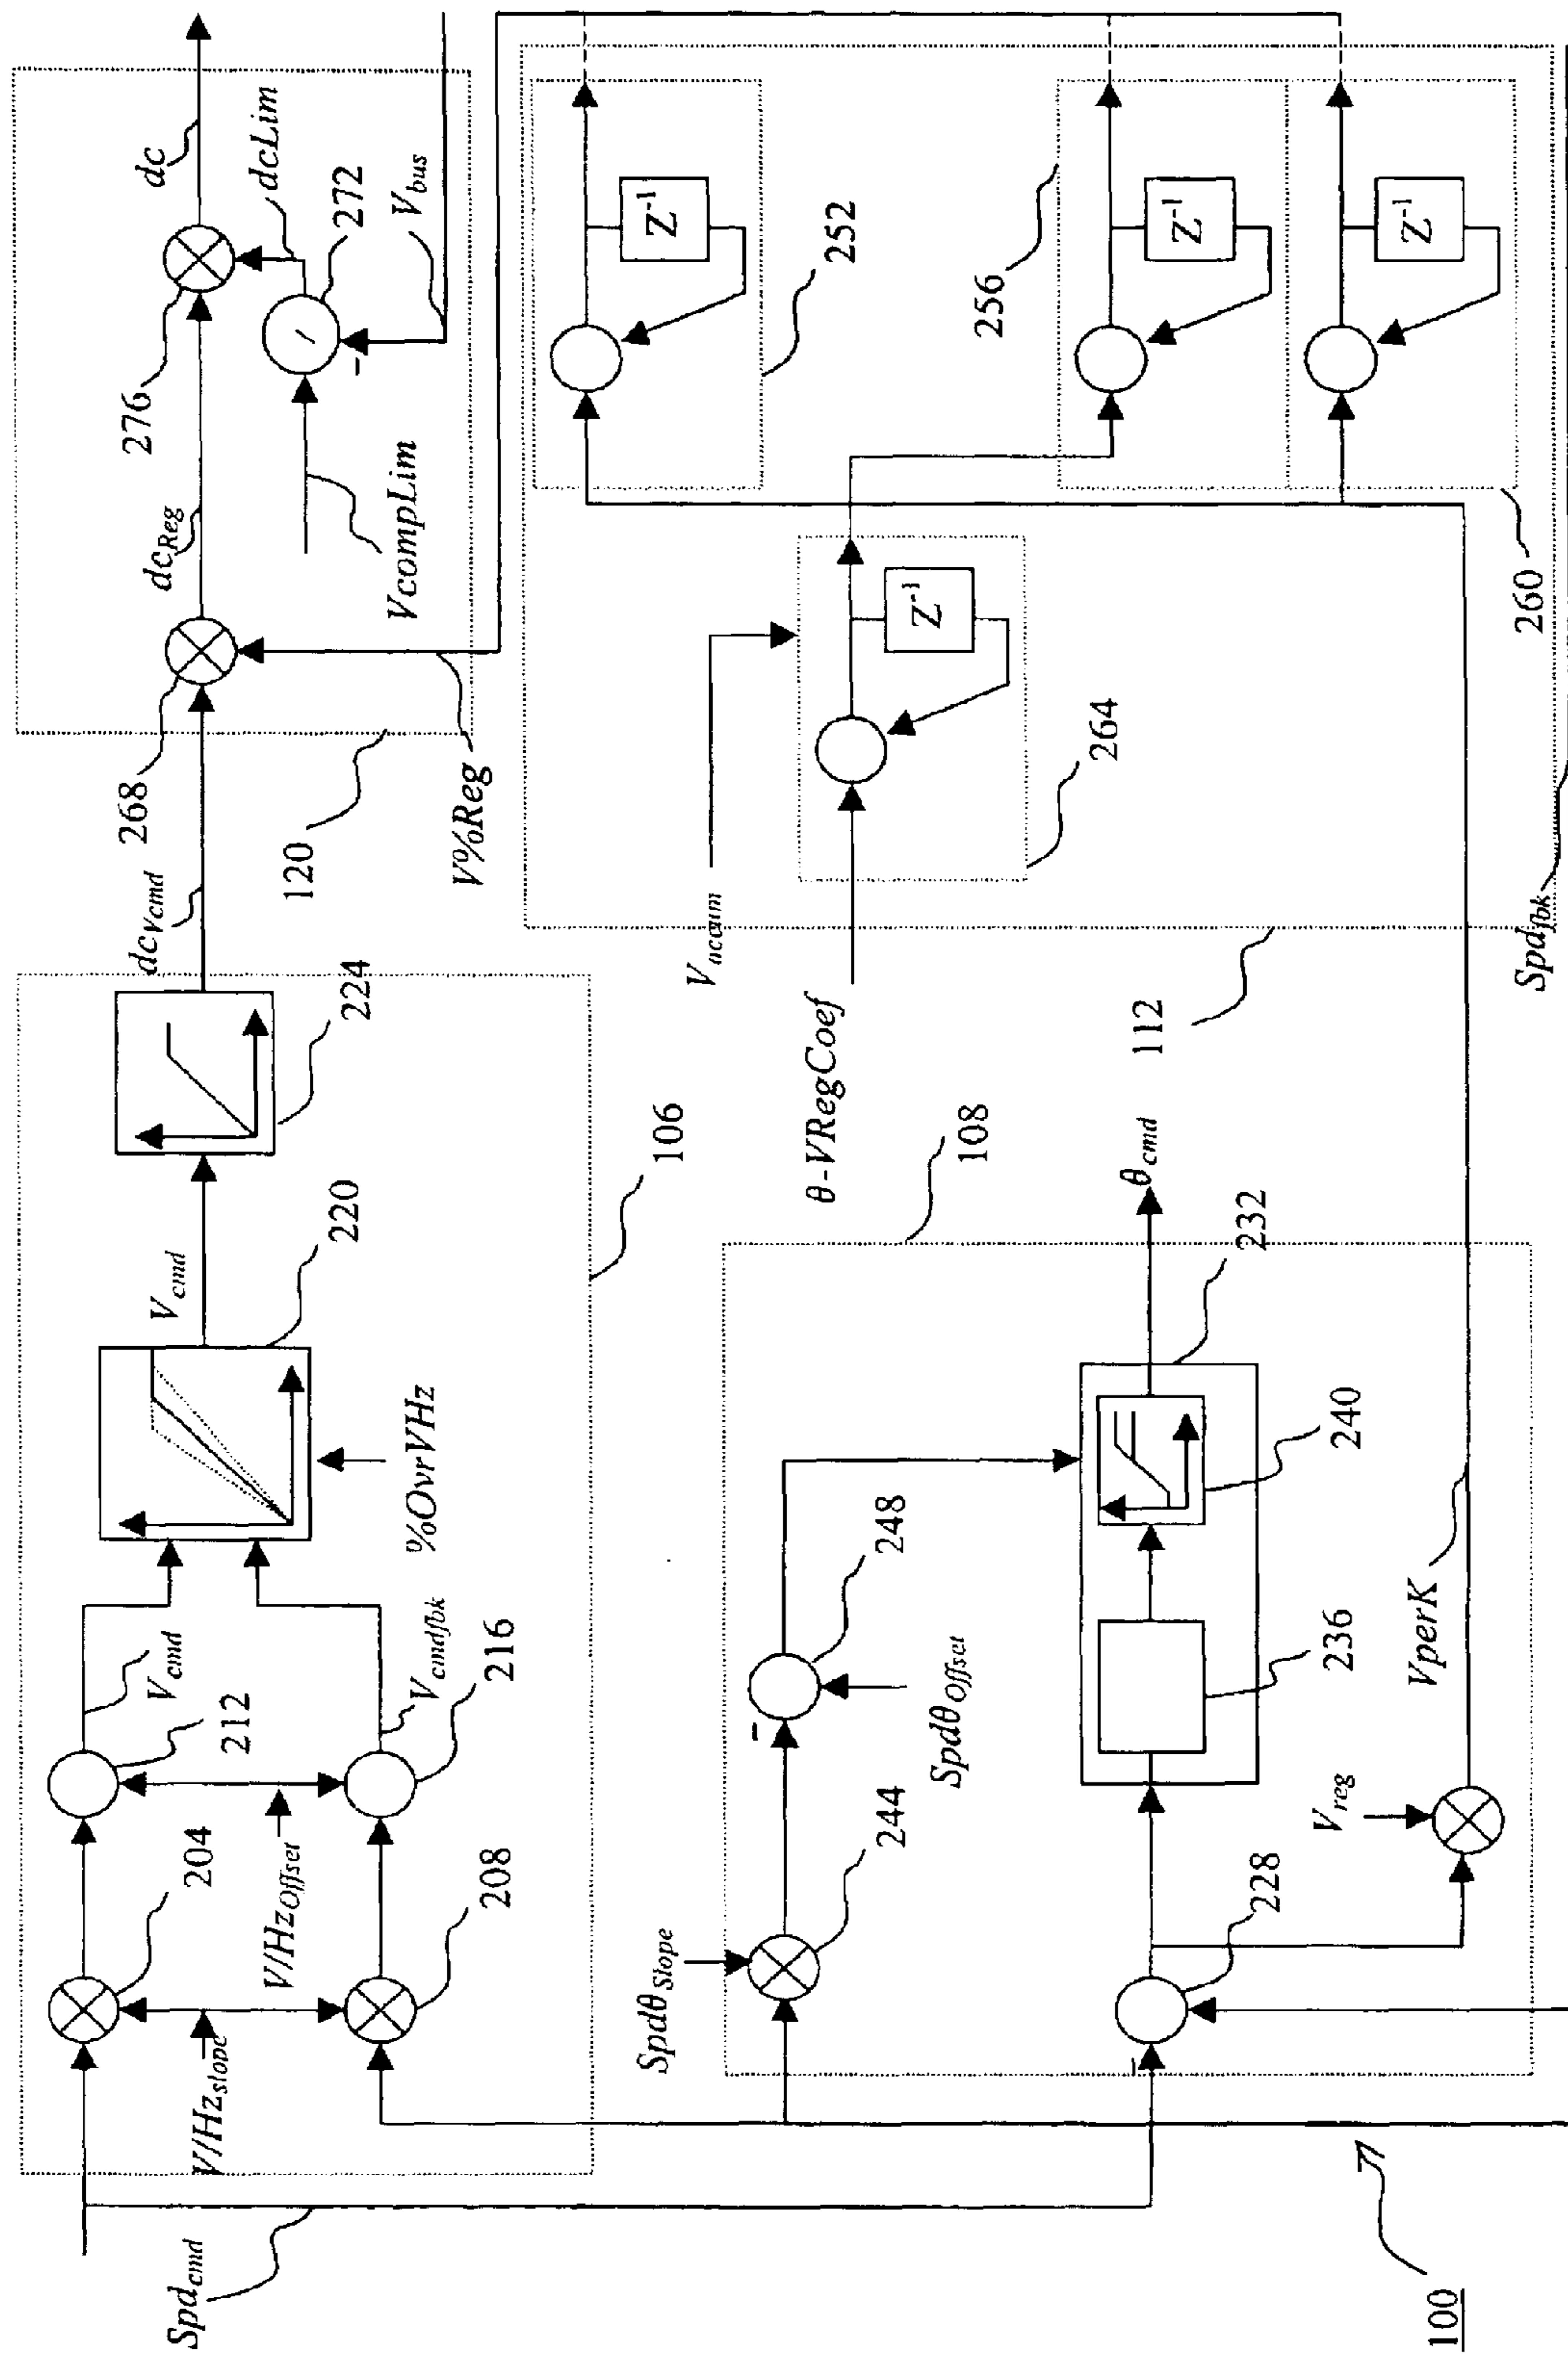 Spd_cmd
V/Hz_slope
204
V/Hz_Offset
208
212
V_cmd
V_cmdfbk
216
%OvrVHz
V_cmd
220
224
106
dc_Vcmd
268
120
V%Reg
dc_Reg
276
VcompLim
dc
dcLim
272
V_bus
-
Spdθ_Slope
244
-
Spdθ_Offset
248
-
228
V_reg
VperK
236
240
232
θ_cmd
108
θ-VRegCoef
264
Z⁻¹
252
Z⁻¹
256
Z⁻¹
260
Z⁻¹
112
Spd_fbk
100